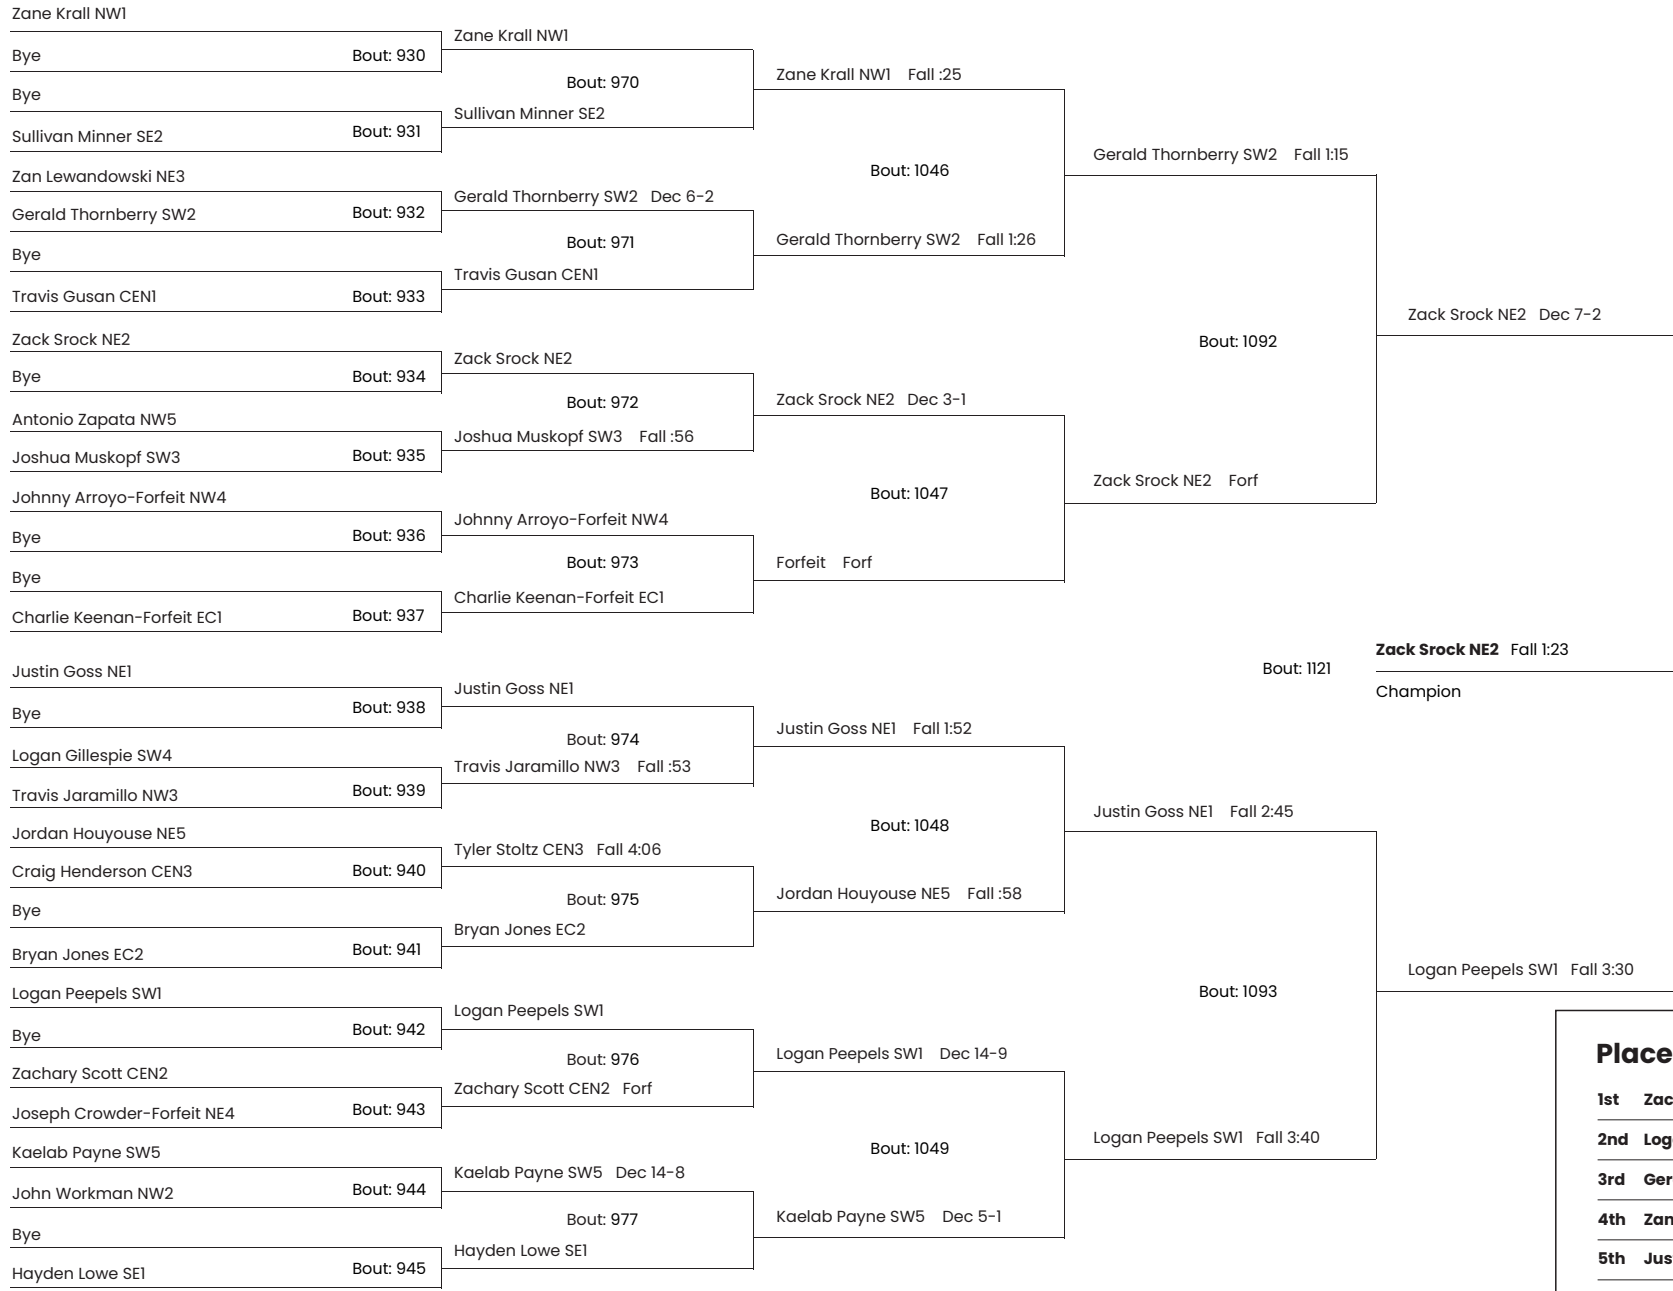 Zane Krall NW1
Bye
Bout: 930
Bye
Sullivan Minner SE2
Bout: 931
Zan Lewandowski NE3
Gerald Thornberry SW2
Bout: 932
Bye
Travis Gusan CEN1
Bout: 933
Zack Srock NE2
Bye
Bout: 934
Antonio Zapata NW5
Joshua Muskopf SW3
Bout: 935
Johnny Arroyo-Forfeit NW4
Bye
Bout: 936
Bye
Charlie Keenan-Forfeit EC1
Bout: 937
Justin Goss NE1
Bye
Bout: 938
Logan Gillespie SW4
Travis Jaramillo NW3
Bout: 939
Jordan Houyouse NE5
Craig Henderson CEN3
Bout: 940
Bye
Bryan Jones EC2
Bout: 941
Logan Peepels SW1
Bye
Bout: 942
Zachary Scott CEN2
Joseph Crowder-Forfeit NE4
Bout: 943
Kaelab Payne SW5
John Workman NW2
Bout: 944
Bye
Hayden Lowe SE1
Bout: 945
Zane Krall NW1
Bout: 970
Sullivan Minner SE2
Gerald Thornberry SW2 Dec 6-2
Bout: 971
Travis Gusan CEN1
Zack Srock NE2
Bout: 972
Joshua Muskopf SW3 Fall :56
Johnny Arroyo-Forfeit NW4
Bout: 973
Charlie Keenan-Forfeit EC1
Justin Goss NE1
Bout: 974
Travis Jaramillo NW3 Fall :53
Tyler Stoltz CEN3 Fall 4:06
Bout: 975
Bryan Jones EC2
Logan Peepels SW1
Bout: 976
Zachary Scott CEN2 Forf
Kaelab Payne SW5 Dec 14-8
Bout: 977
Hayden Lowe SE1
Zane Krall NW1 Fall :25
Bout: 1046
Gerald Thornberry SW2 Fall 1:26
Zack Srock NE2 Dec 3-1
Bout: 1047
Forfeit Forf
Justin Goss NE1 Fall 1:52
Bout: 1048
Jordan Houyouse NE5 Fall :58
Logan Peepels SW1 Dec 14-9
Bout: 1049
Kaelab Payne SW5 Dec 5-1
Gerald Thornberry SW2 Fall 1:15
Bout: 1092
Zack Srock NE2 Forf
Justin Goss NE1 Fall 2:45
Bout: 1093
Logan Peepels SW1 Fall 3:40
Zack Srock NE2 Dec 7-2
Bout: 1121
Zack Srock NE2 Fall 1:23
Champion
Logan Peepels SW1 Fall 3:30
Place
1st Zac
2nd Log
3rd Ger
4th Zan
5th Jus